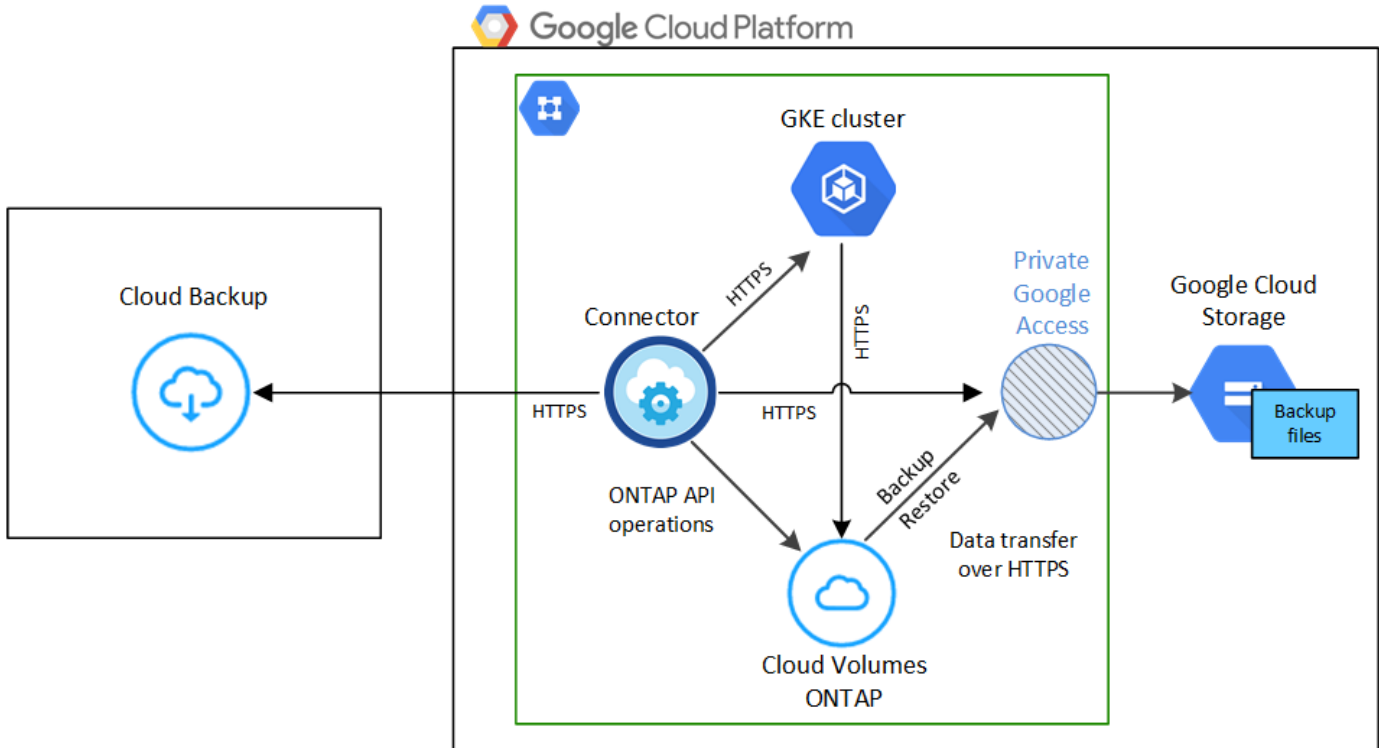 Google Cloud Platform
GKE cluster
Private
Google
Access
Google Cloud
Storage
Cloud Backup
Connector
HTTPS
HTTPS
HTTPS
HTTPS
Backup
files
ONTAP API
operations
Backup
Restore
Data transfer
over HTTPS
Cloud Volumes
ONTAP